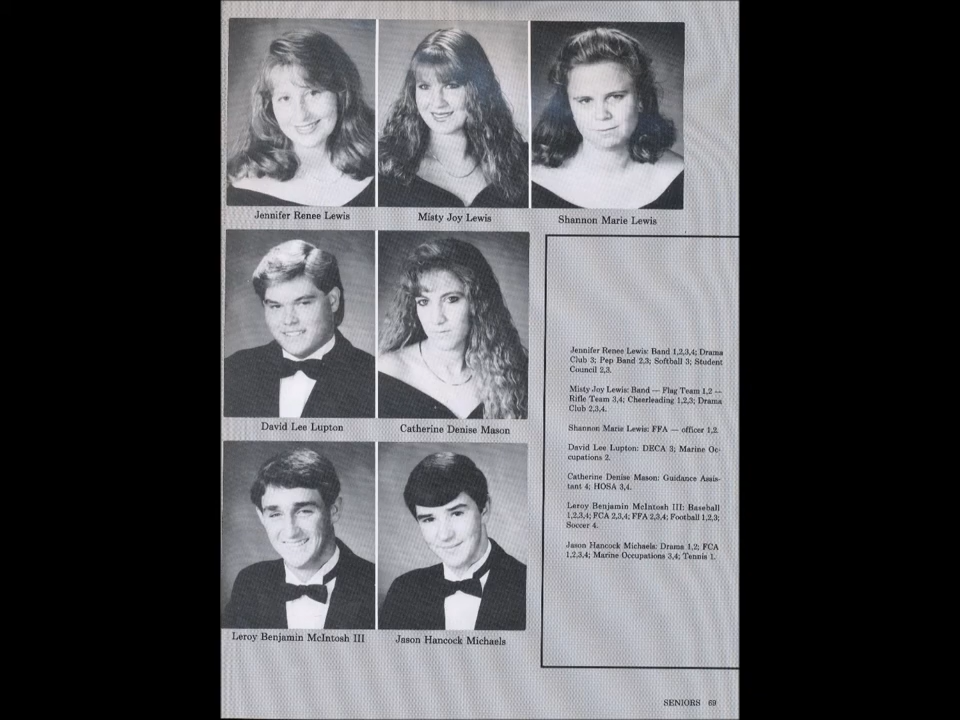 Jennifer Renee Lewis
Misty Joy Lewis
Shannon Marie Lewis
David Lee Lupton
Catherine Denise Mason
Leroy Benjamin McIntosh III
Jason Hancock Michaels
Jennifer Renee Lewis: Band 1,2,3,4; Drama
Club 3; Pep Band 2,3; Softball 3; Student
Council 2,3.
Misty Joy Lewis: Band — Flag Team 1,2 —
Rifle Team 3,4; Cheerleading 1,2,3; Drama
Club 2,3,4.
Shannon Marie Lewis: FFA — officer 1,2.
David Lee Lupton: DECA 3; Marine Oc-
cupations 2.
Catherine Denise Mason: Guidance Assis-
tant 4; HOSA 3,4.
Leroy Benjamin McIntosh III: Baseball
1,2,3,4; FCA 2,3,4; FFA 2,3,4; Football 1,2,3;
Soccer 4.
Jason Hancock Michaels: Drama 1,2; FCA
1,2,3,4; Marine Occupations 3,4; Tennis 1.
SENIORS 69